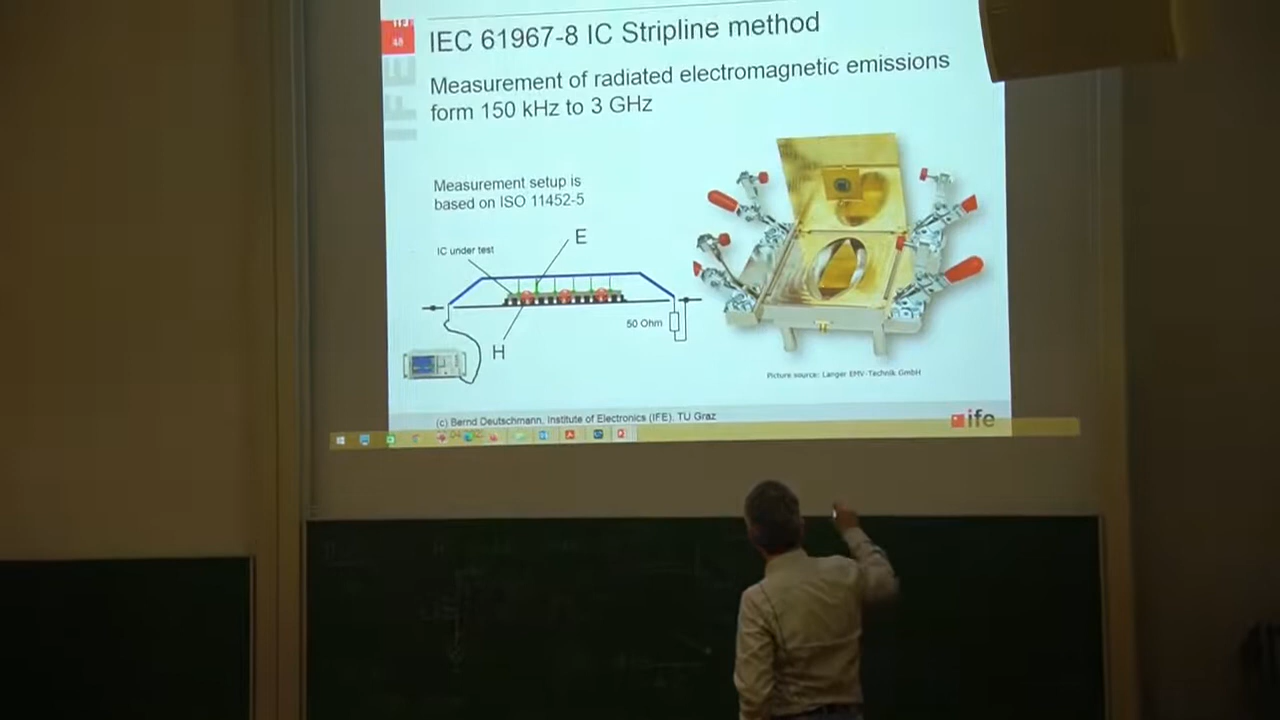 48
IFE
IEC 61967-8 IC Stripline method
Measurement of radiated electromagnetic emissions
form 150 kHz to 3 GHz
Measurement setup is
based on ISO 11452-5
IC under test
E
50 Ohm
H
Picture source: Langer EMV-Technik GmbH
(c) Bernd Deutschmann, Institute of Electronics (IFE), TU Graz
ife